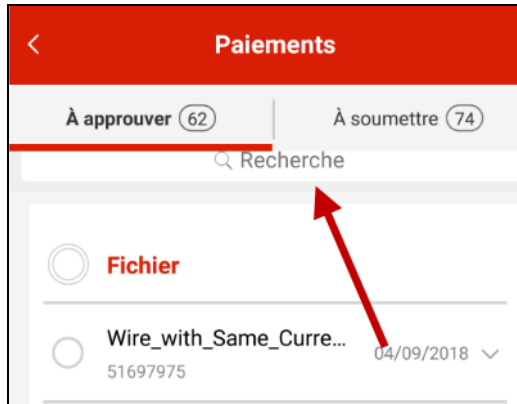 Paiements
À approuver 62
À soumettre 74
Recherche
Fichier
Wire_with_Same_Curre...
04/09/2018
51697975